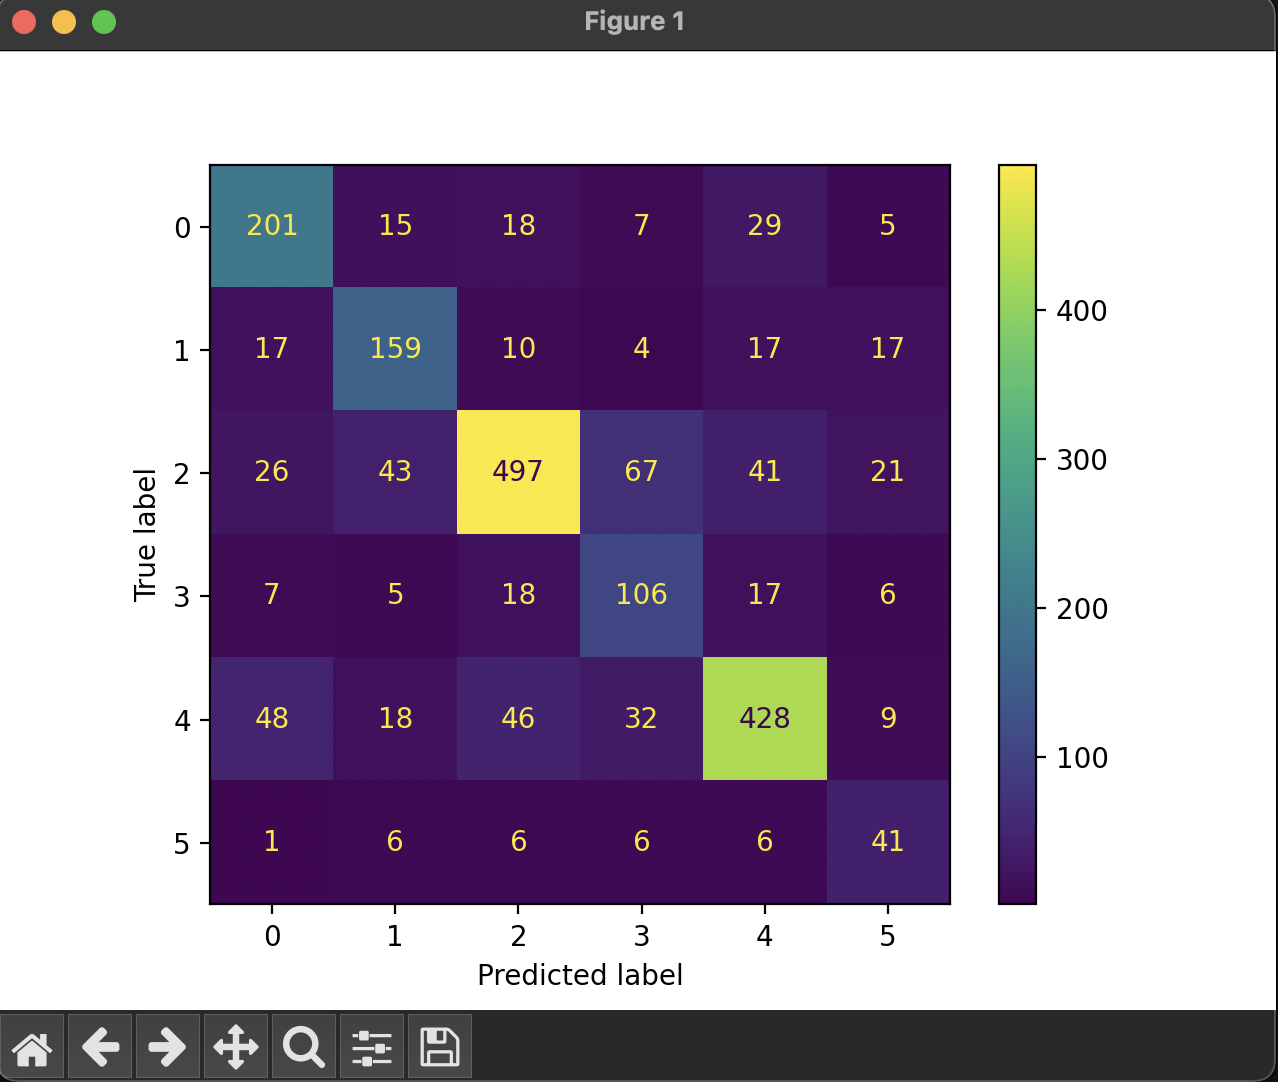 Figure 1
0 201 15 18 7 29 5
1 17 159 10 4 17 17
2 26 43 497 67 41 21
3 7 5 18 106 17 6
4 48 18 46 32 428 9
5 1 6 6 6 6 41
0 1 2 3 4 5
Predicted label
True label
400
300
200
100